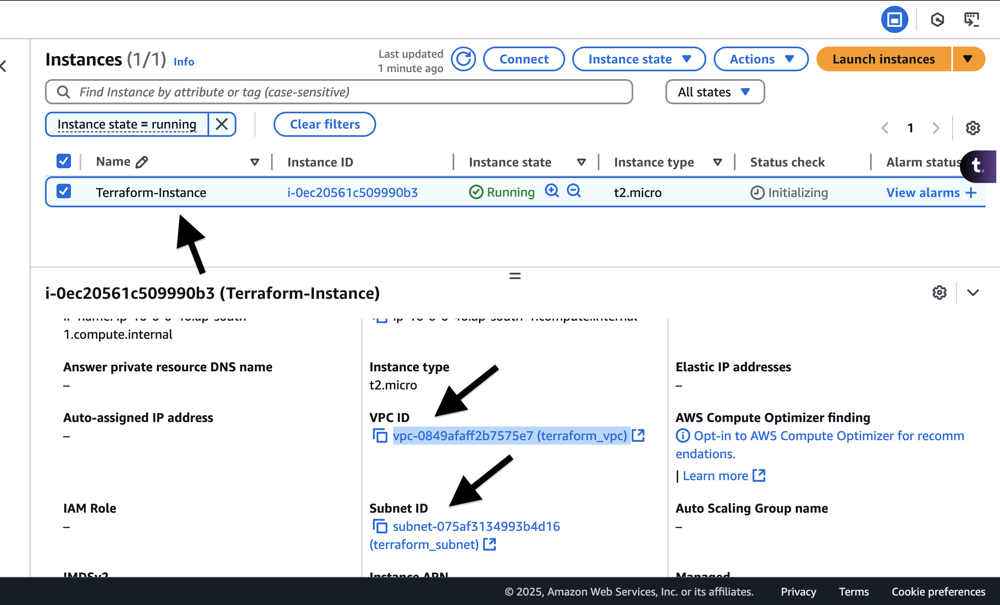 Instances (1/1) Info
Last updated
1 minute ago
Connect
Instance state
Actions
Launch instances
Find Instance by attribute or tag (case-sensitive)
All states
Instance state = running
Clear filters
1
Name
Instance ID
Instance state
Instance type
Status check
Alarm status
t.
Terraform-Instance
i-0ec20561c509990b3
Running
t2.micro
Initializing
View alarms +
i-0ec20561c509990b3 (Terraform-Instance)
1.compute.internal
Answer private resource DNS name
–
Instance type
t2.micro
Elastic IP addresses
–
Auto-assigned IP address
–
VPC ID
vpc-0849afaff2b7575e7 (terraform_vpc)
AWS Compute Optimizer finding
Opt-in to AWS Compute Optimizer for recomm
endations.
| Learn more
IAM Role
–
Subnet ID
subnet-075af3134993b4d16
(terraform_subnet)
Auto Scaling Group name
–
IMDSv2
Instance ARN
Managed
© 2025, Amazon Web Services, Inc. or its affiliates.
Privacy
Terms
Cookie preferences